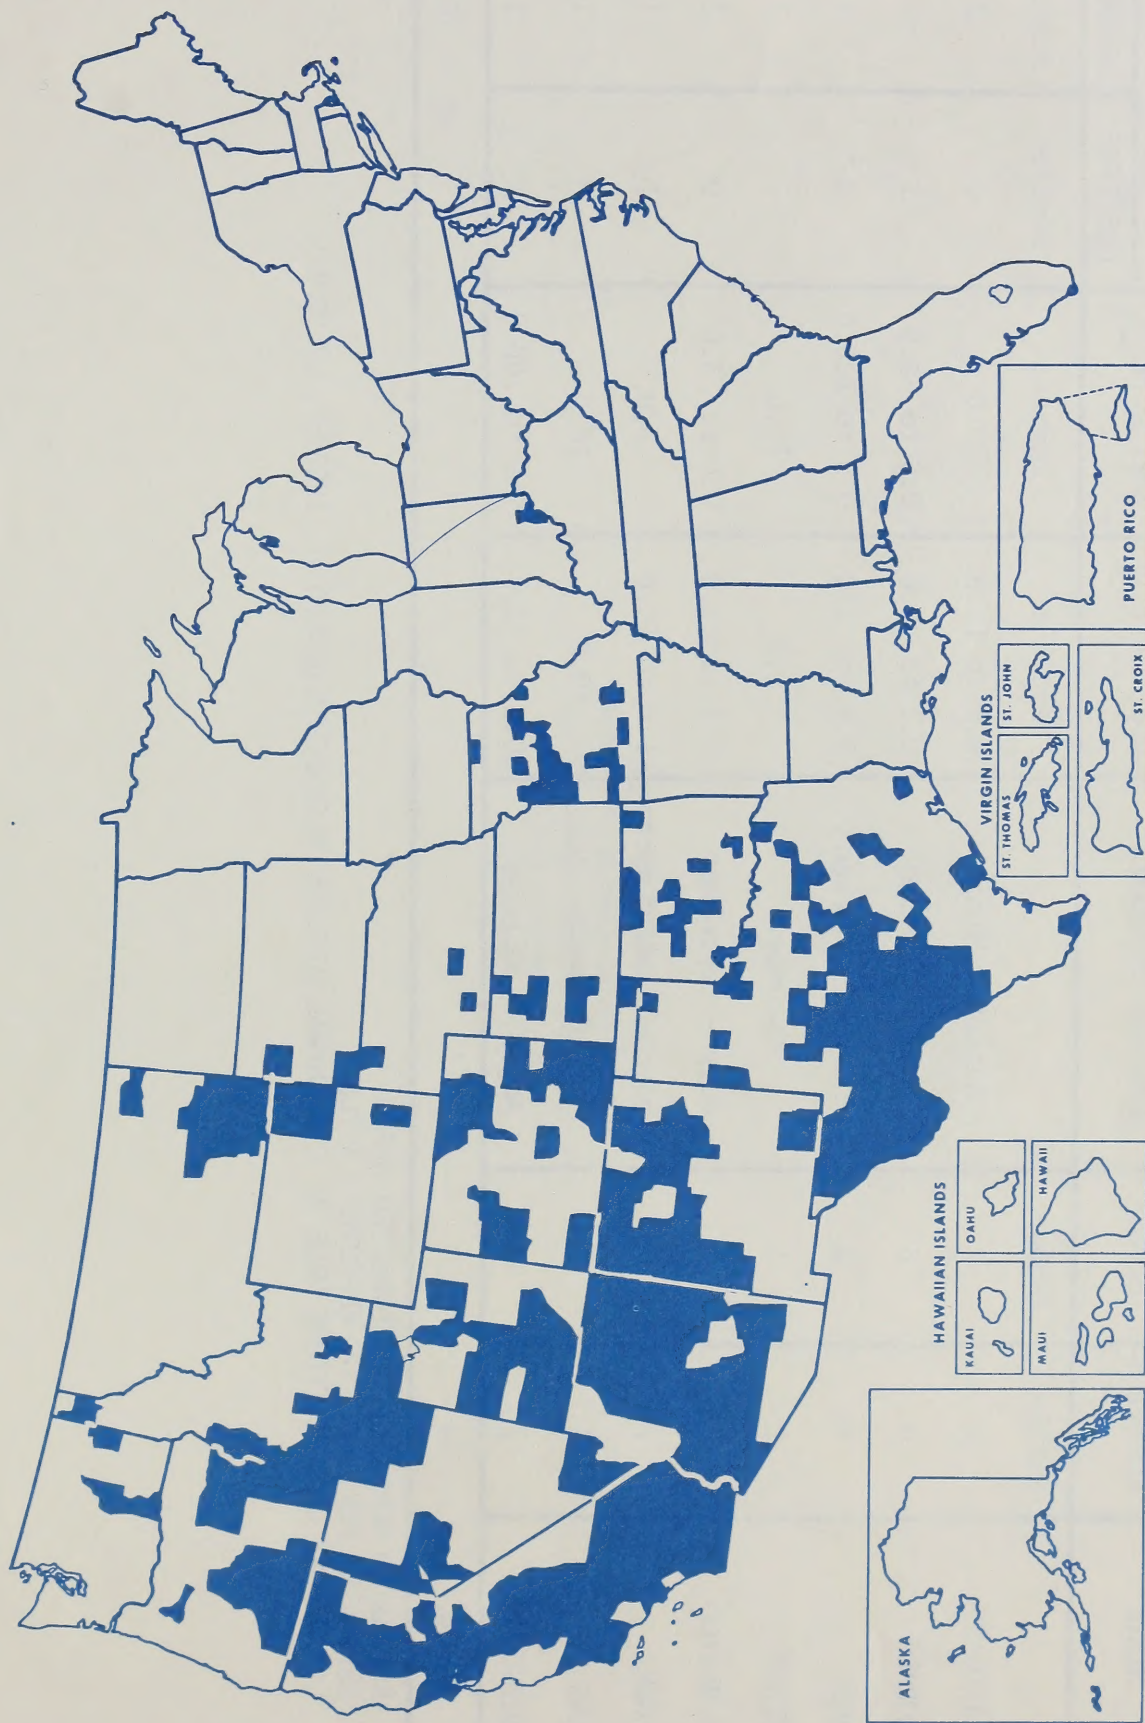 ALASKA
HAWAIIAN ISLANDS
KAUAI
OAHU
MAUI
HAWAII
VIRGIN ISLANDS
ST. THOMAS
ST. JOHN
ST. CROIX
PUERTO RICO